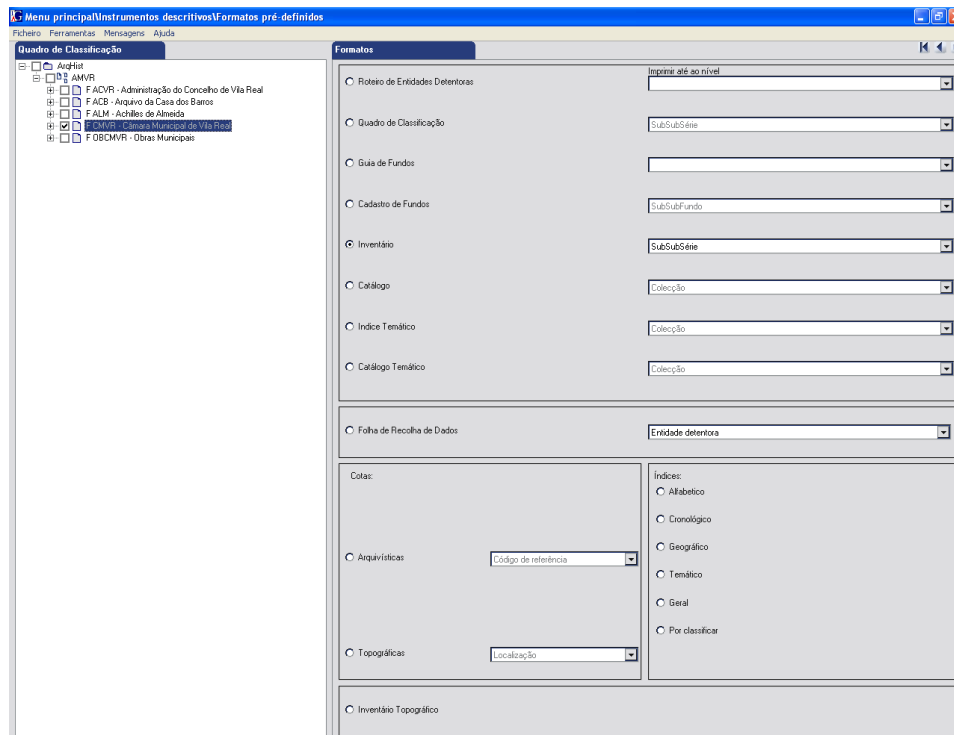 Menu principal\Instrumentos descritivos\Formatos pré-definidos
Ficheiro Ferramentas Mensagens Ajuda
Quadro de Classificação
ArqHist
AMVR
F ACVR - Administração do Concelho de Vila Real
F ACB - Arquivo da Casa dos Barros
F ALM - Achilles de Almeida
F CMVR - Câmara Municipal de Vila Real
F OBCMVR - Obras Municipais
Formatos
Imprimir até ao nível
Roteiro de Entidades Detentoras
Quadro de Classificação SubSubSérie
Guia de Fundos
Cadastro de Fundos SubSubFundo
Inventário SubSubSérie
Catálogo Colecção
Indice Temático Colecção
Catálogo Temático Colecção
Folha de Recolha de Dados Entidade detentora
Cotas:
Arquivísticas Código de referência
Topográficas Localização
Índices:
Alfabetico
Cronológico
Geográfico
Temático
Geral
Por classificar
Inventário Topográfico